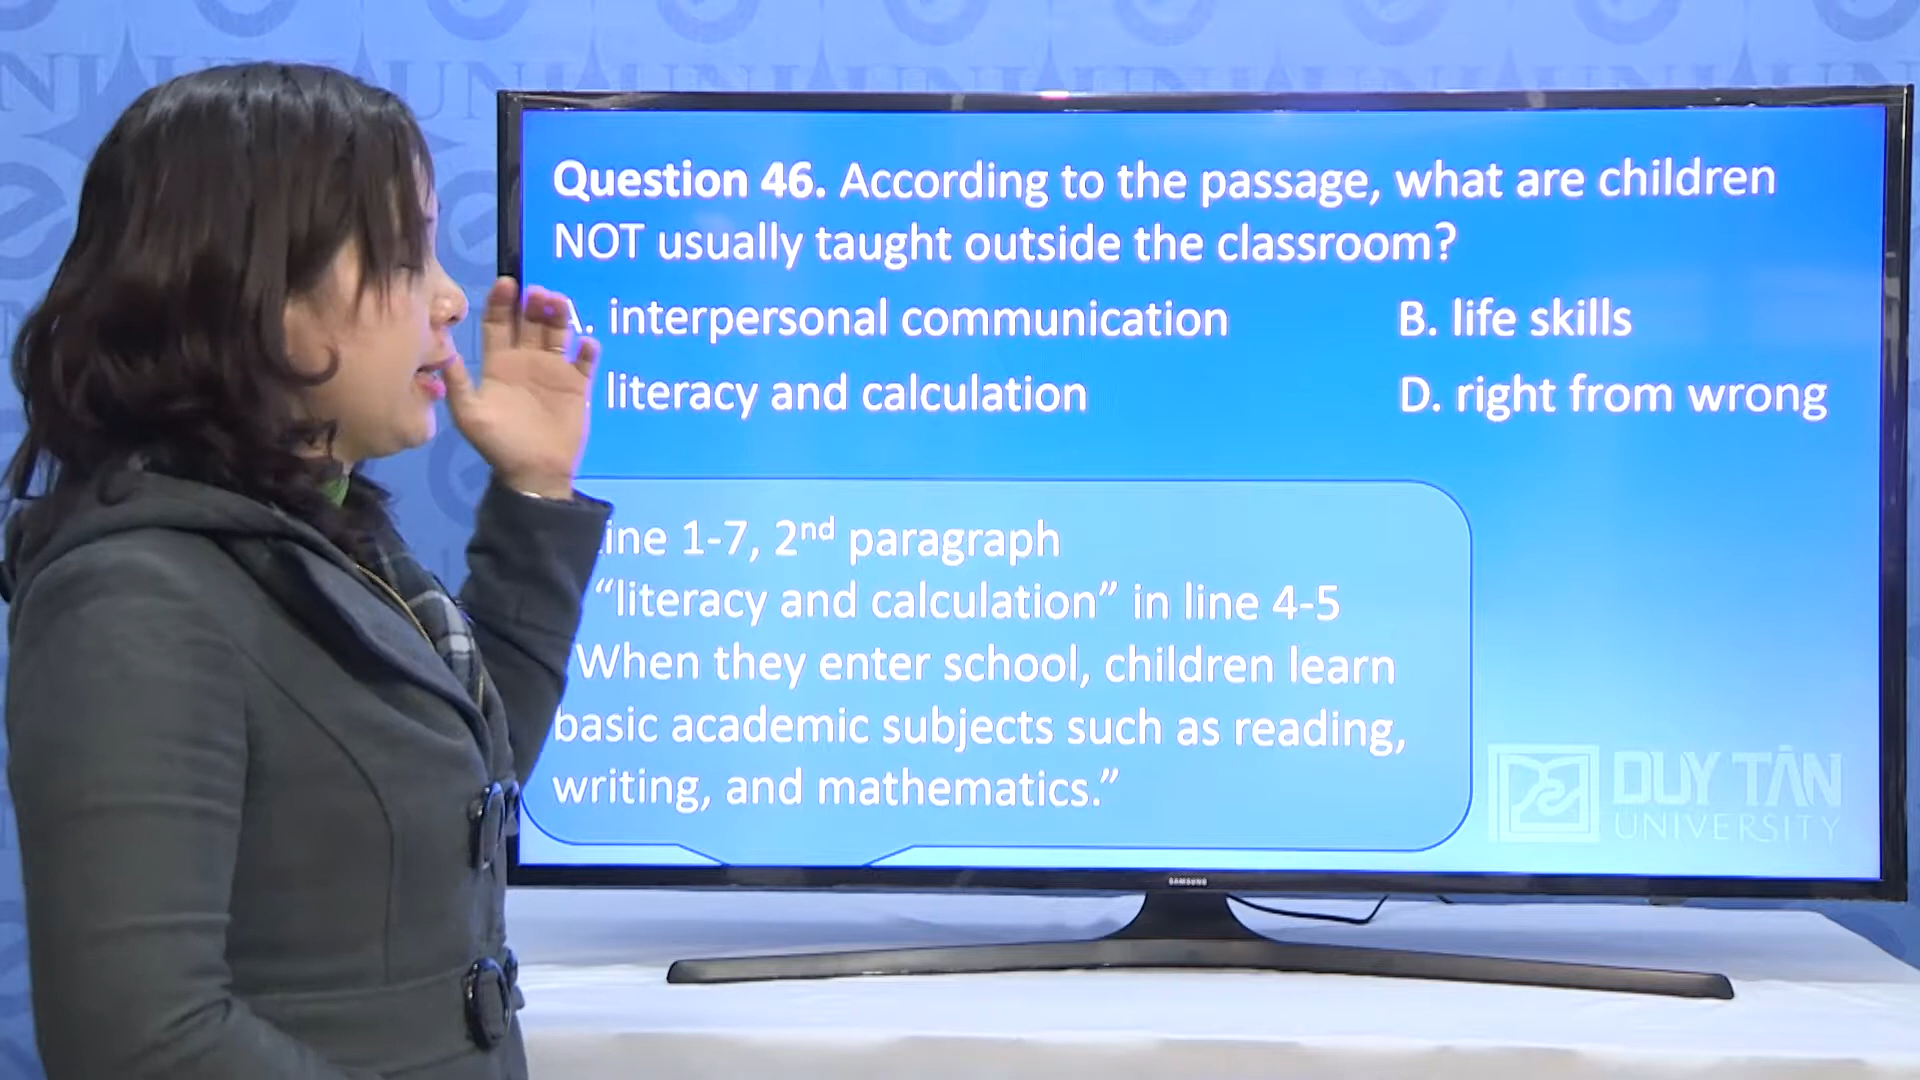 Question 46. According to the passage, what are children
NOT usually taught outside the classroom?
A. interpersonal communication B. life skills
literacy and calculation D. right from wrong
line 1-7, 2nd paragraph
“literacy and calculation” in line 4-5
When they enter school, children learn
basic academic subjects such as reading,
writing, and mathematics.”
DUY TÂN
UNIVERSITY
SAMSUNG